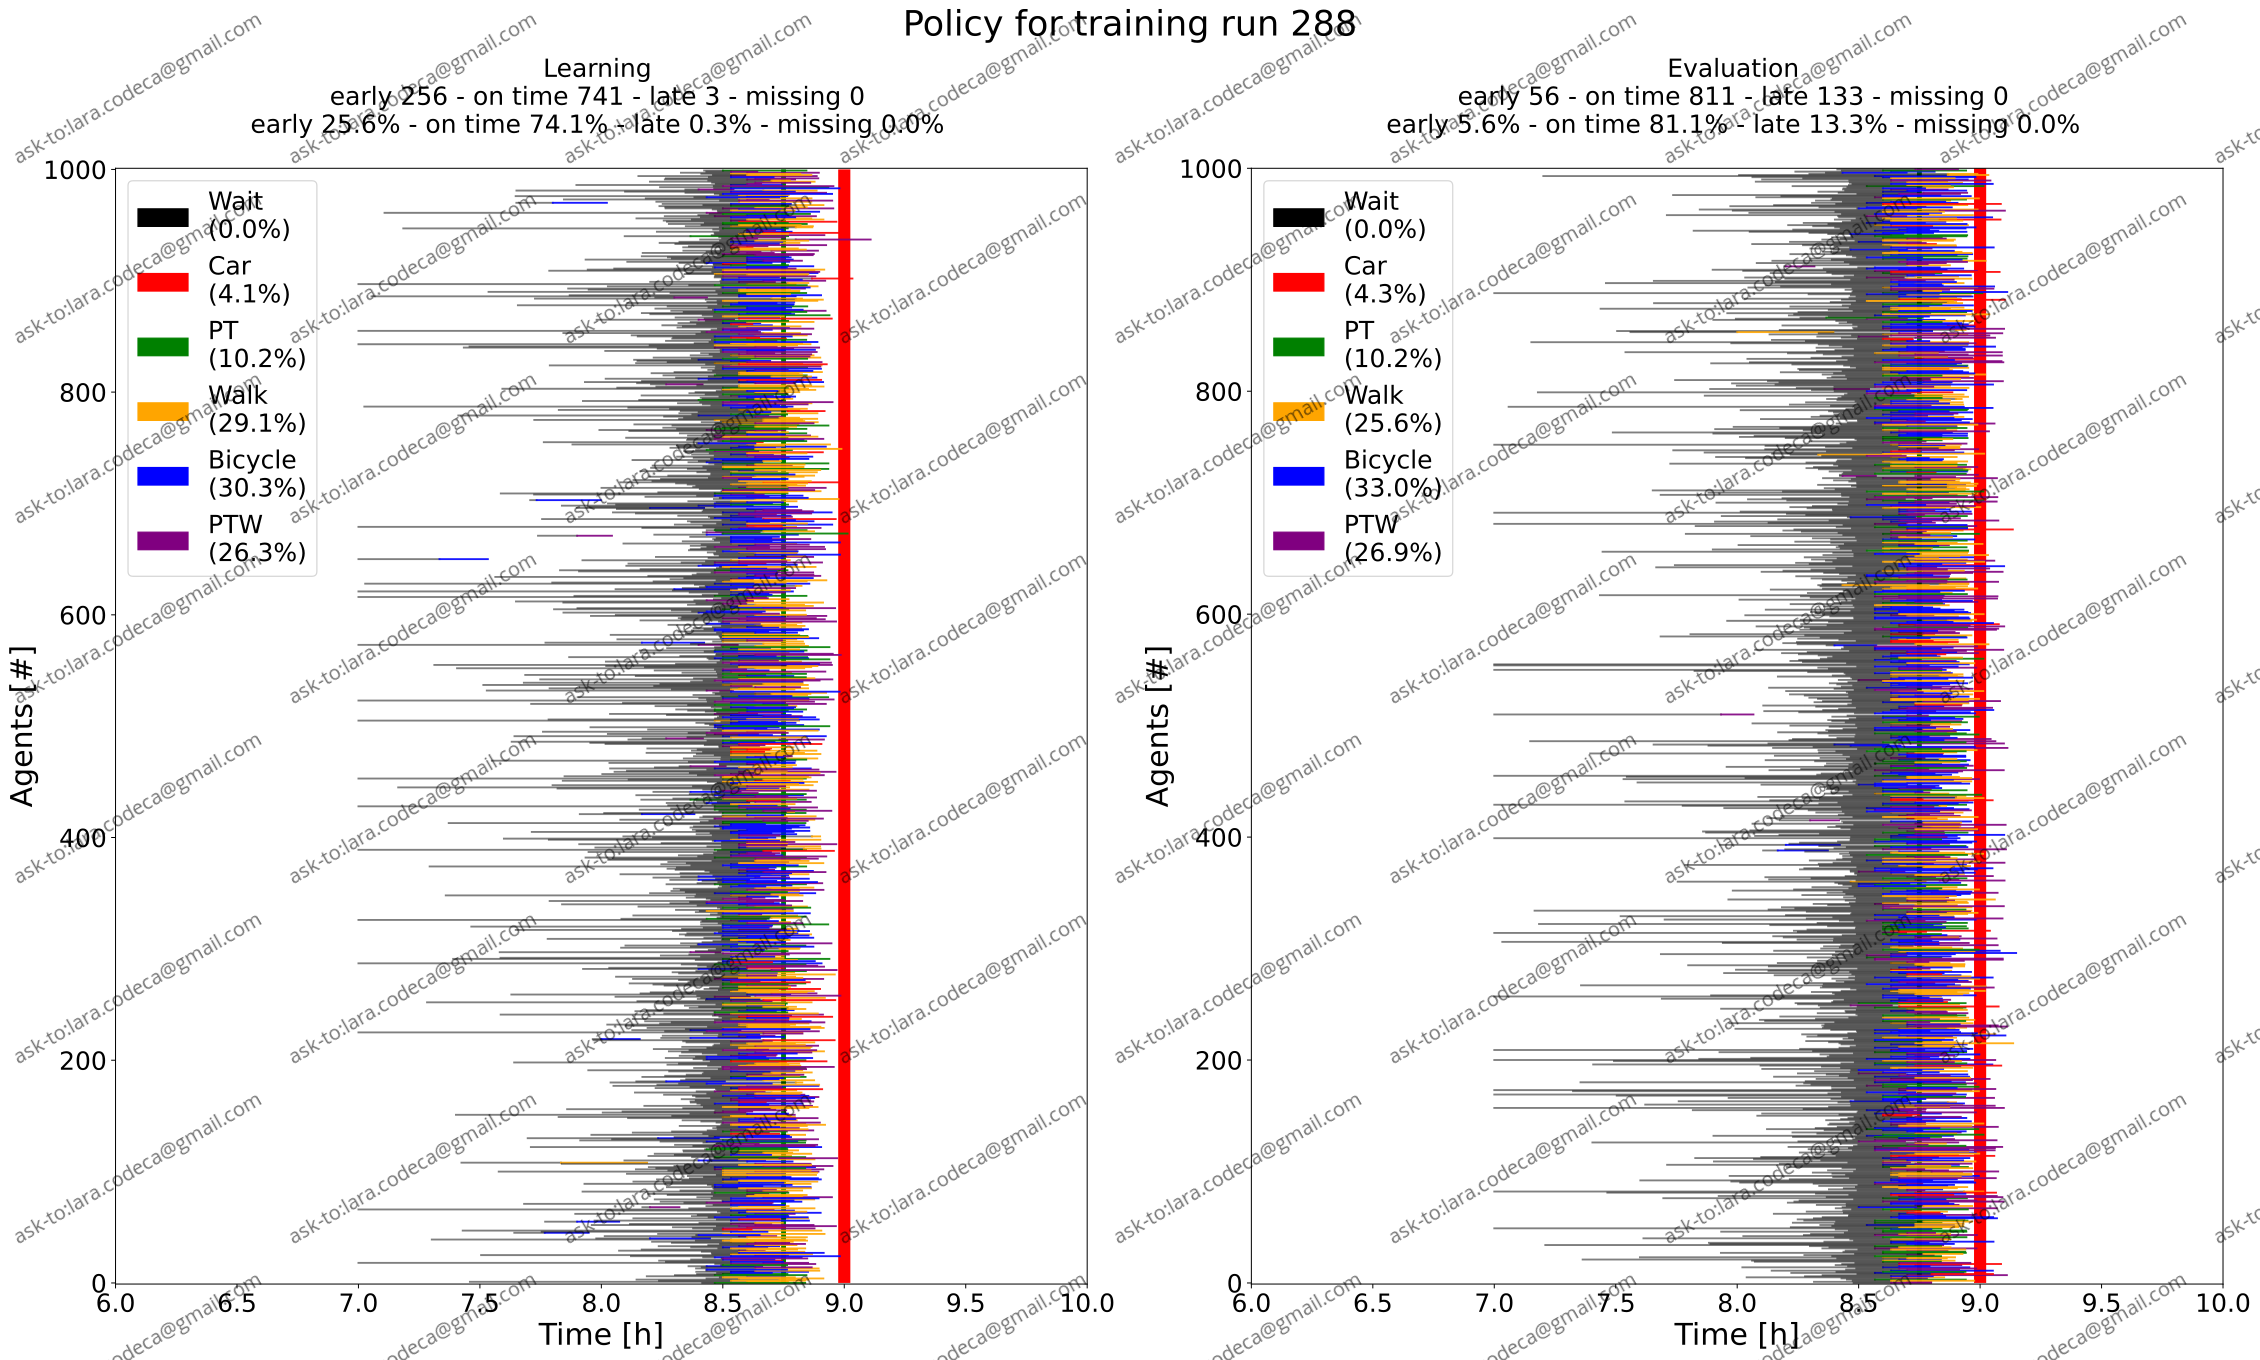 Policy for training run 288
Learning
early 256 - on time 741 - late 3 - missing 0
early 25.6% - on time 74.1% - late 0.3% - missing 0.0%
1000
800
600
400
200
0
Agents [#]
Wait
(0.0%)
Car
(4.1%)
PT
(10.2%)
Walk
(29.1%)
Bicycle
(30.3%)
PTW
(26.3%)
6.0 6.5 7.0 7.5 8.0 8.5 9.0 9.5 10.0
Time [h]
Evaluation
early 56 - on time 811 - late 133 - missing 0
early 5.6% - on time 81.1% - late 13.3% - missing 0.0%
1000
800
600
400
200
0
Agents [#]
Wait
(0.0%)
Car
(4.3%)
PT
(10.2%)
Walk
(25.6%)
Bicycle
(33.0%)
PTW
(26.9%)
6.0 6.5 7.0 7.5 8.0 8.5 9.0 9.5 10.0
Time [h]
ask-to:lara.codeca@gmail.com